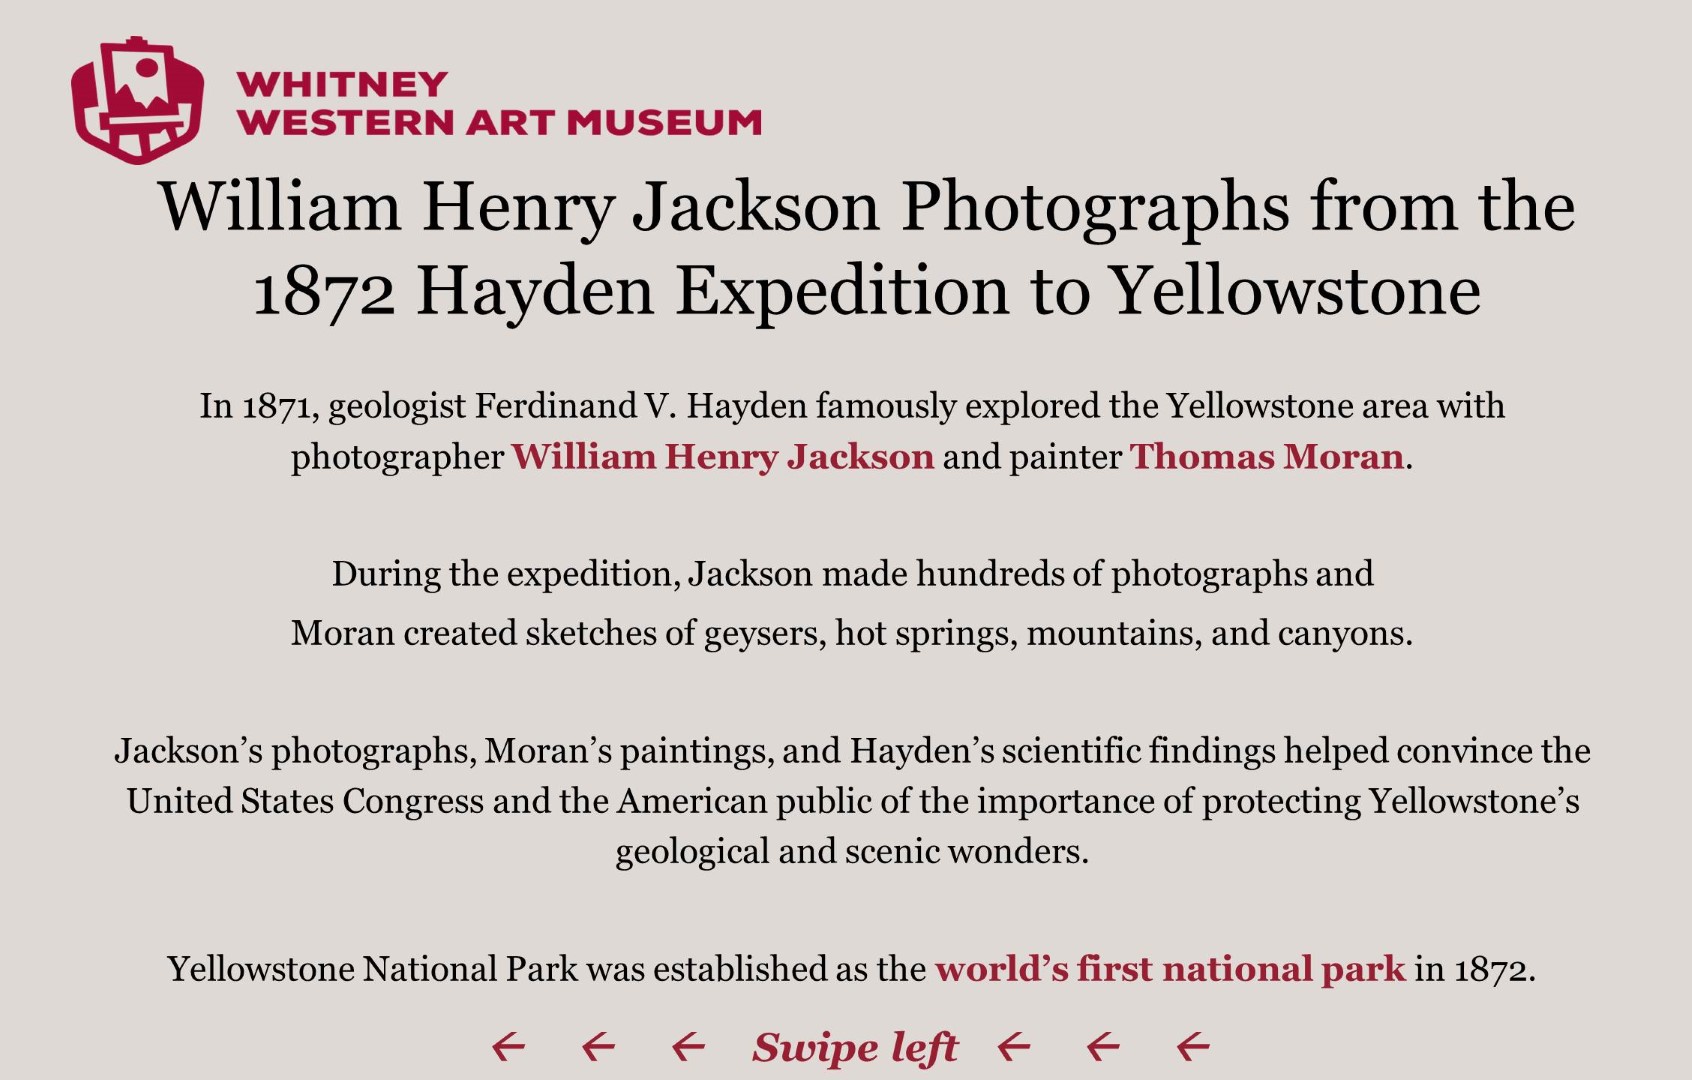 WHITNEY
WESTERN ART MUSEUM
William Henry Jackson Photographs from the
1872 Hayden Expedition to Yellowstone
In 1871, geologist Ferdinand V. Hayden famously explored the Yellowstone area with
photographer William Henry Jackson and painter Thomas Moran.
During the expedition, Jackson made hundreds of photographs and
Moran created sketches of geysers, hot springs, mountains, and canyons.
Jackson’s photographs, Moran’s paintings, and Hayden’s scientific findings helped convince the
United States Congress and the American public of the importance of protecting Yellowstone’s
geological and scenic wonders.
Yellowstone National Park was established as the world’s first national park in 1872.
← ← ← Swipe left ← ← ←